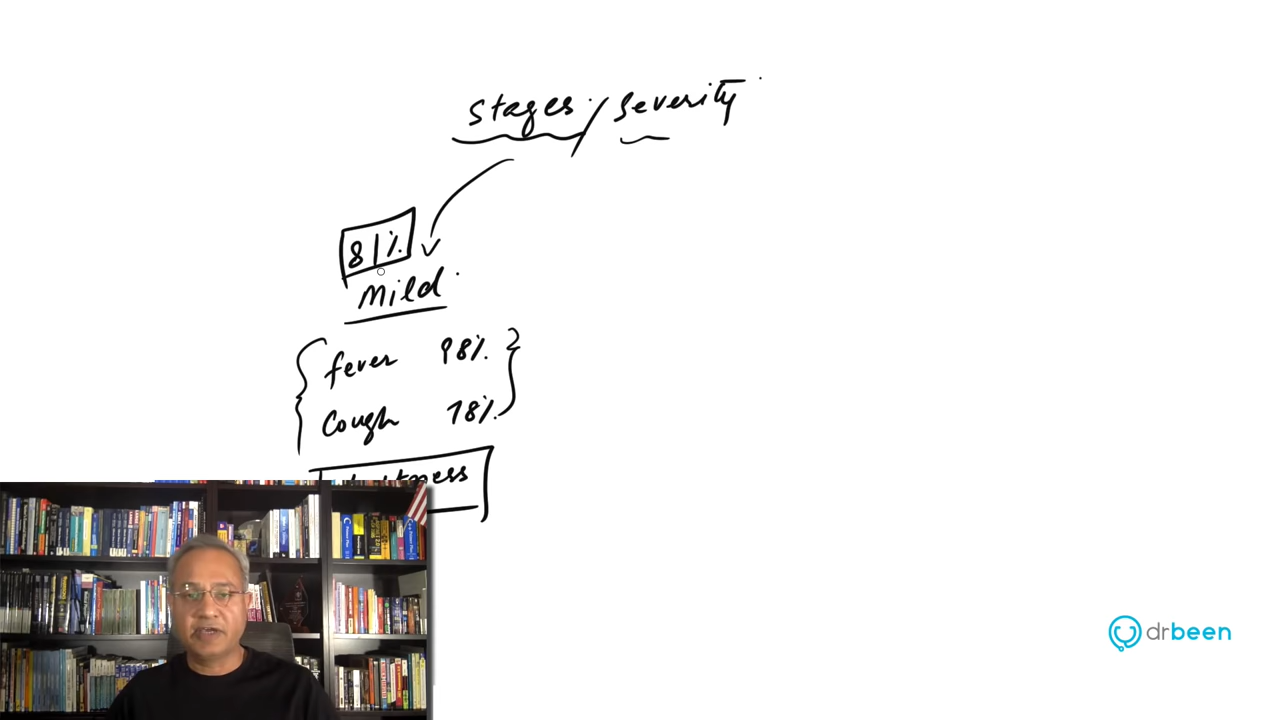 Stages / Severity
81%
Mild
fever 98%
Cough 78%
drbeen